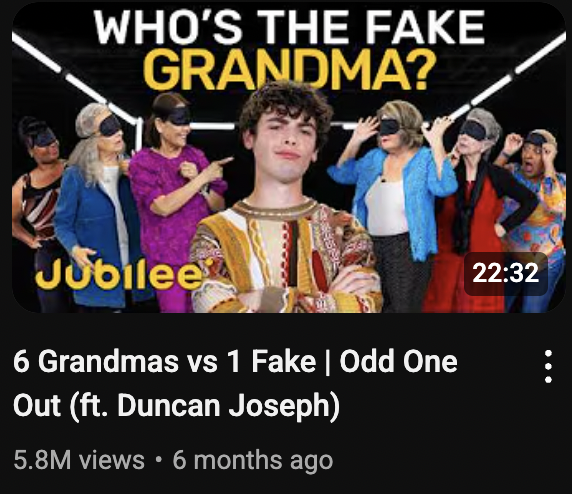 WHO'S THE FAKE
GRANDMA?
Jubilee
22:32
6 Grandmas vs 1 Fake | Odd One
Out (ft. Duncan Joseph)
5.8M views • 6 months ago